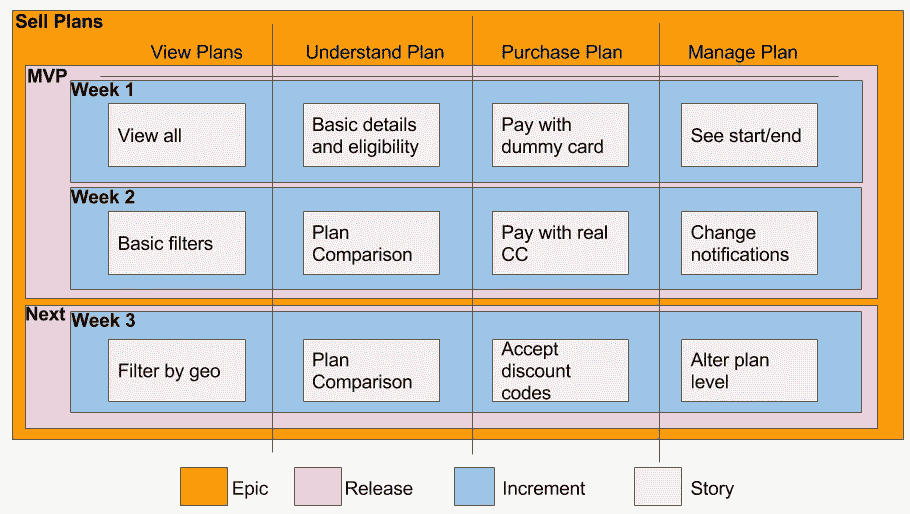 Sell Plans
View Plans
Understand Plan
Purchase Plan
Manage Plan
MVP
Week 1
View all
Basic details
and eligibility
Pay with
dummy card
See start/end
Week 2
Basic filters
Plan
Comparison
Pay with real
CC
Change
notifications
Next
Week 3
Filter by geo
Plan
Comparison
Accept
discount
codes
Alter plan
level
Epic
Release
Increment
Story